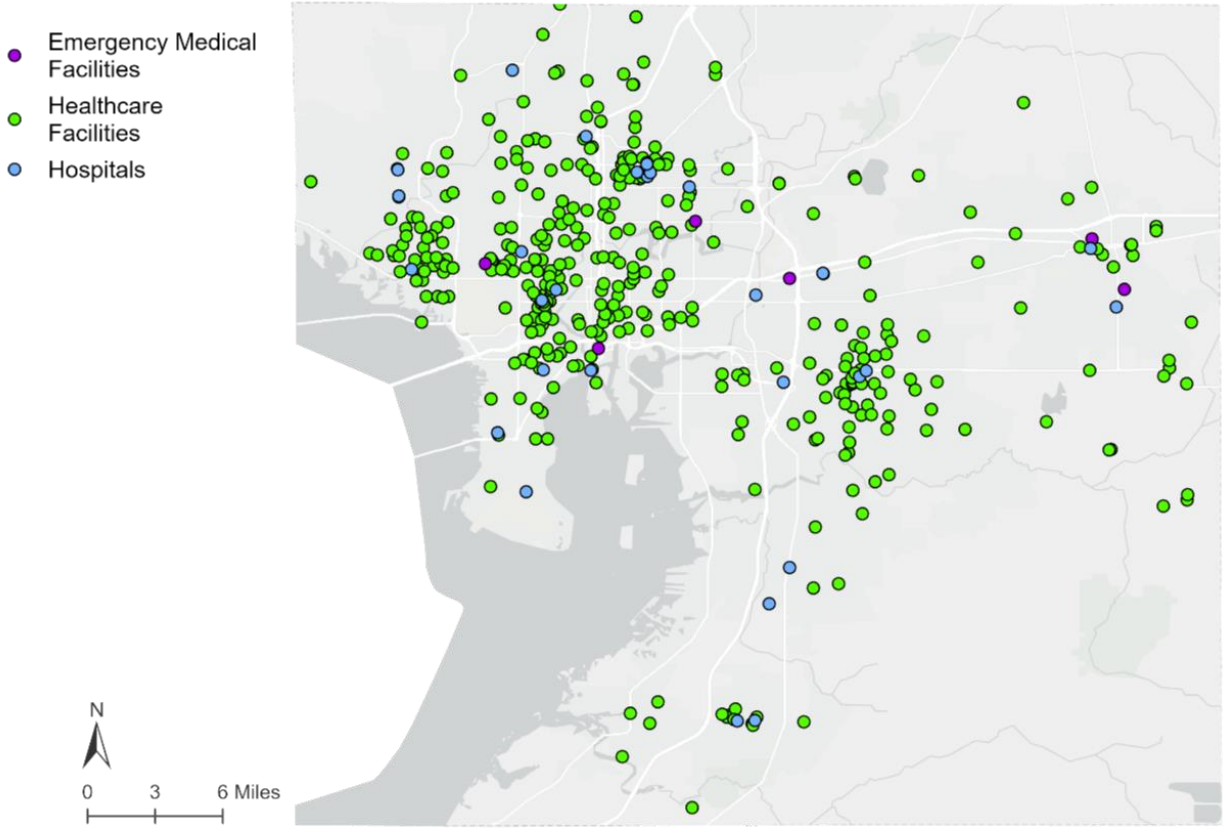 Emergency Medical
Facilities
Healthcare
Facilities
Hospitals
N
0 3 6 Miles